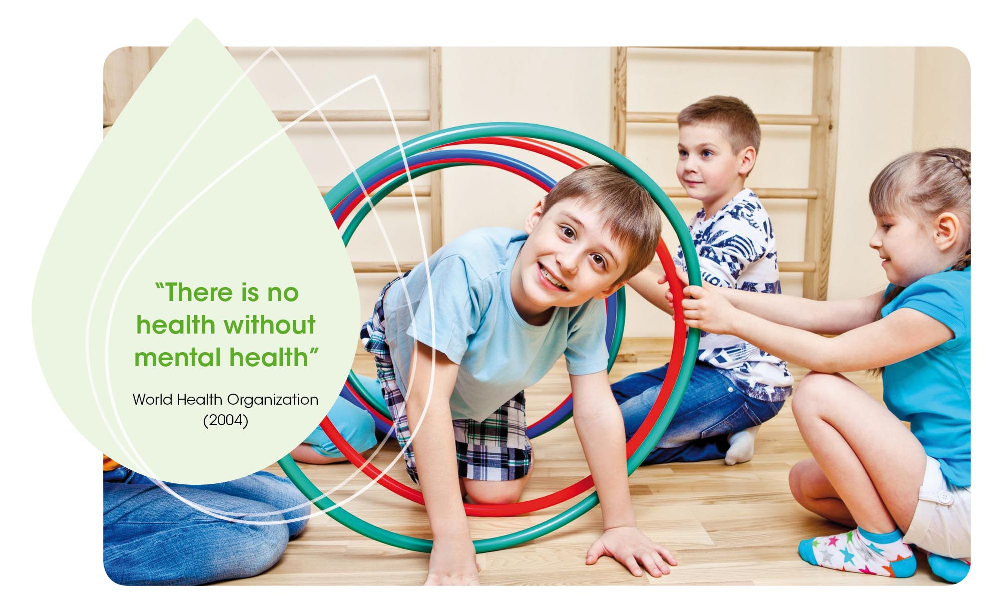 “There is no
health without
mental health”
World Health Organization
(2004)